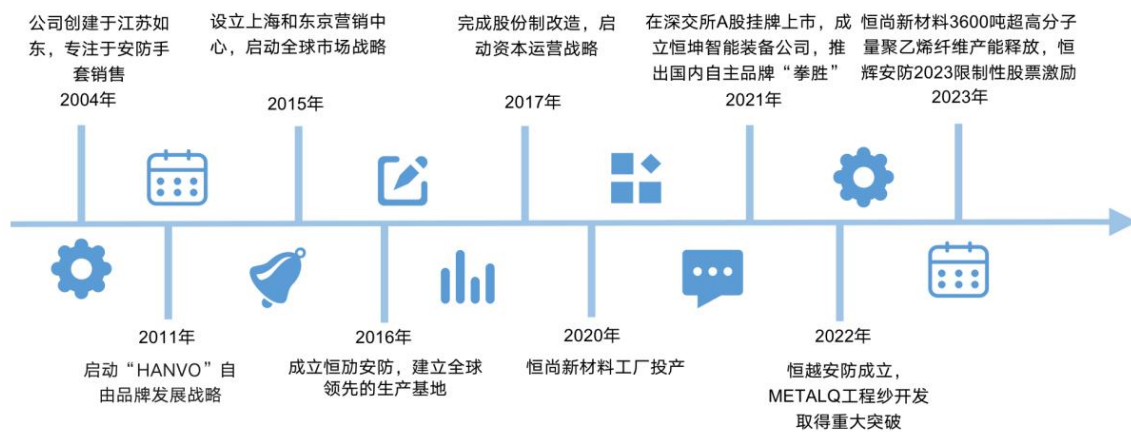 公司创建于江苏如
东，专注于安防手
套销售
2004年
设立上海和东京营销中
心，启动全球市场战略
2015年
完成股份制改造，启
动资本运营战略
2017年
在深交所A股挂牌上市，成
立恒坤智能装备公司，推
出国内自主品牌“拳胜”
2021年
恒尚新材料3600吨超高分子
量聚乙烯纤维产能释放，恒
辉安防2023限制性股票激励
2023年
2011年
启动“HANVO”自
由品牌发展战略
2016年
成立恒劢安防，建立全球
领先的生产基地
2020年
恒尚新材料工厂投产
2022年
恒越安防成立，
METALQ工程纱开发
取得重大突破